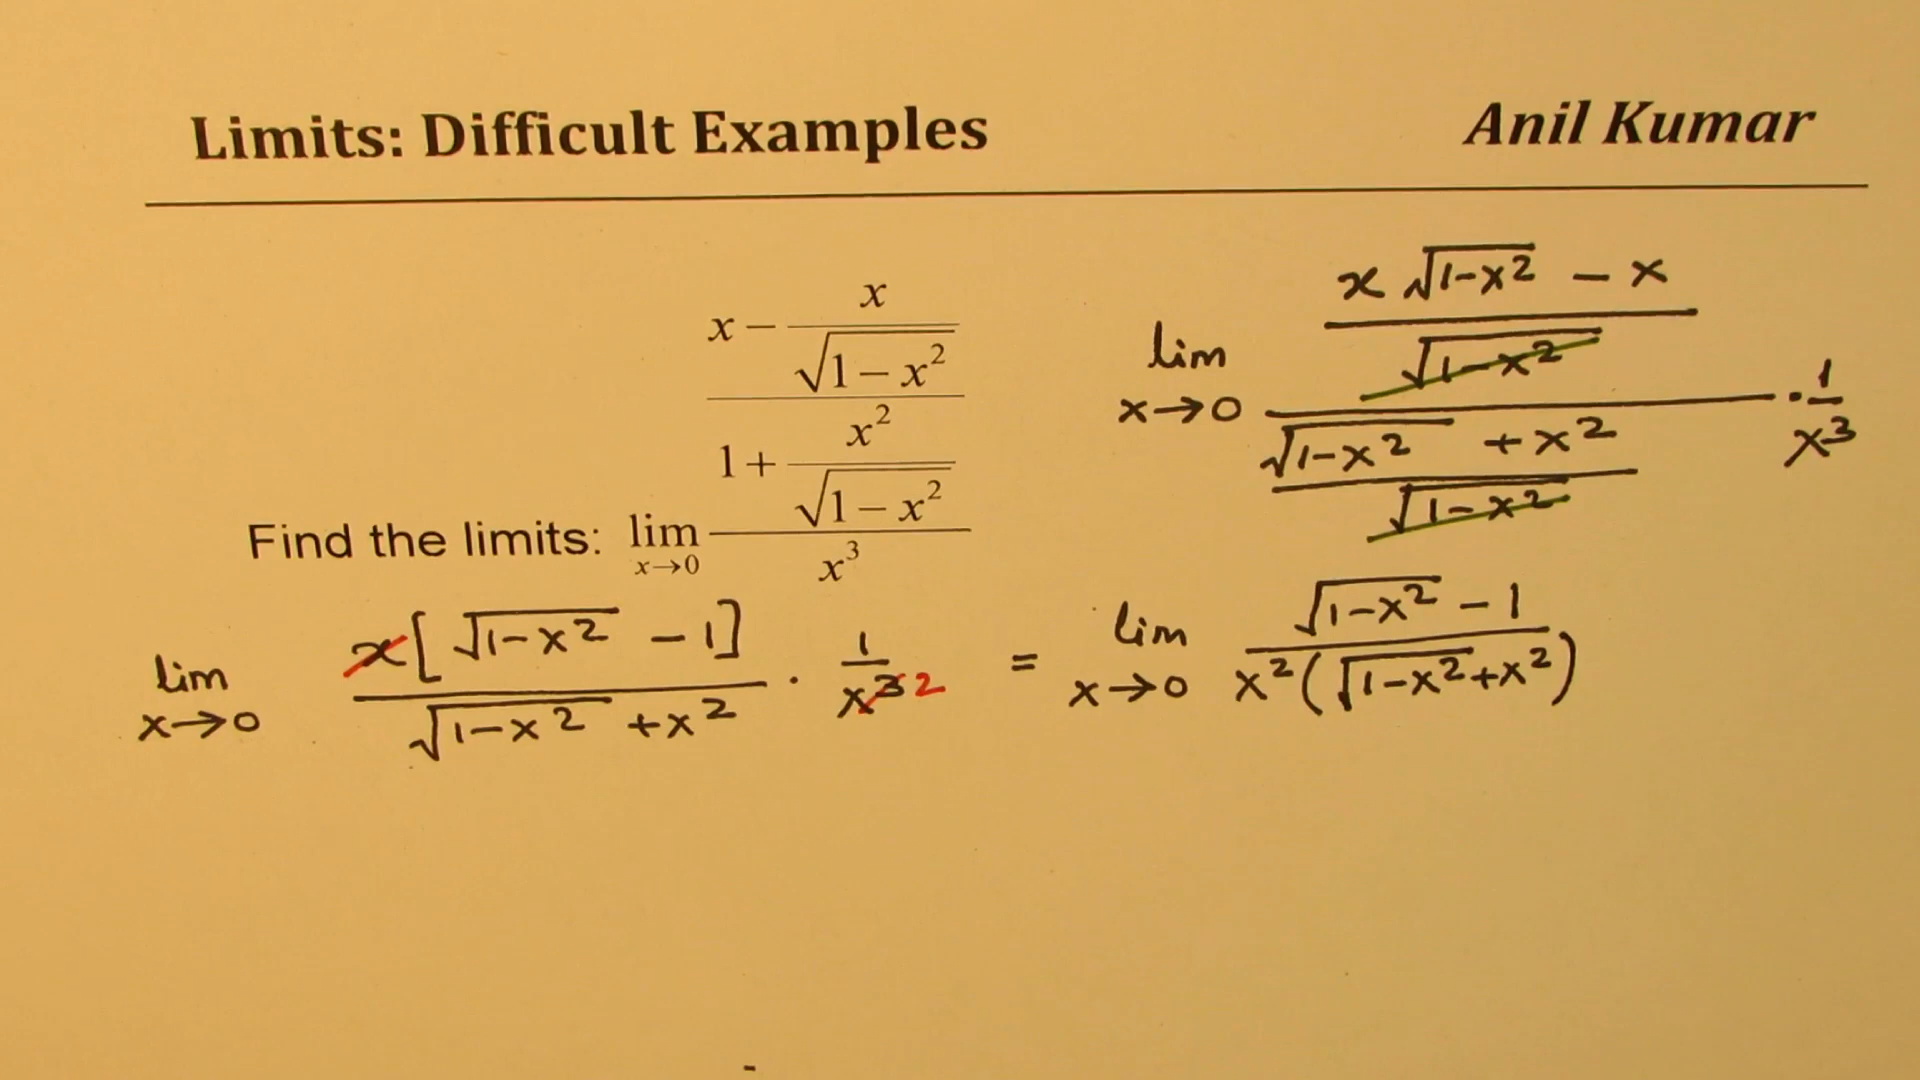 Limits: Difficult Examples Anil Kumar
Find the limits: lim x→0 (x − x/√(1 − x²))/(1 + x²/√(1 − x²))/x³
lim x→0 (x √(1−x²) − x)/√(1−x²)/(√(1−x²) + x²)/√(1−x²) · 1/x³
lim x→0 x[√(1−x²) − 1]/(√(1−x²) + x²) · 1/x³ 2 = lim x→0 (√(1−x²) − 1)/(x²(√(1−x²) + x²))